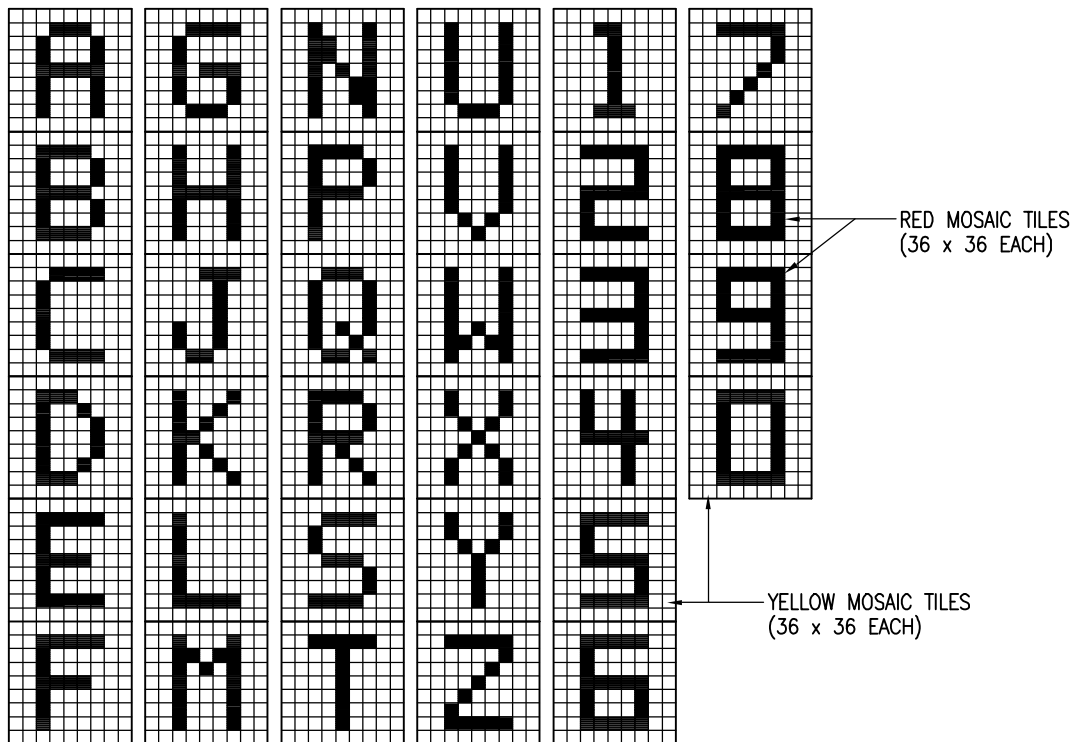 A G N U 1 7
B H P V 2 8
RED MOSAIC TILES
(36 x 36 EACH)
C J Q W 3 9
D K R X 4 0
E L S Y 5
YELLOW MOSAIC TILES
(36 x 36 EACH)
F M T Z 6